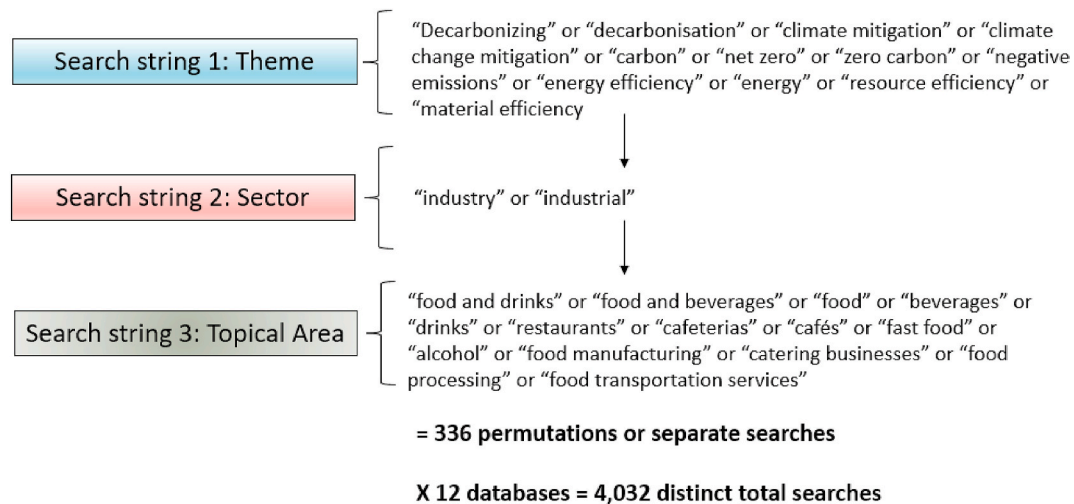 Search string 1: Theme
“Decarbonizing” or “decarbonisation” or “climate mitigation” or “climate
change mitigation” or “carbon” or “net zero” or “zero carbon” or “negative
emissions” or “energy efficiency” or “energy” or “resource efficiency” or
“material efficiency
Search string 2: Sector
“industry” or “industrial”
Search string 3: Topical Area
“food and drinks” or “food and beverages” or “food” or “beverages” or
“drinks” or “restaurants” or “cafeterias” or “cafés” or “fast food” or
“alcohol” or “food manufacturing” or “catering businesses” or “food
processing” or “food transportation services”
= 336 permutations or separate searches
X 12 databases = 4,032 distinct total searches